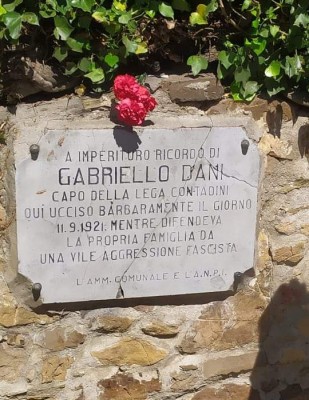 A IMPERITURO RICORDO DI
GABRIELLO DANI
CAPO DELLA LEGA CONTADINI
QUI UCCISO BARBARAMENTE IL GIORNO
11.9.1921. MENTRE DIFENDEVA
LA PROPRIA FAMIGLIA DA
UNA VILE AGGRESSIONE FASCISTA
L'AMM. COMUNALE E L'A.N.P.I.